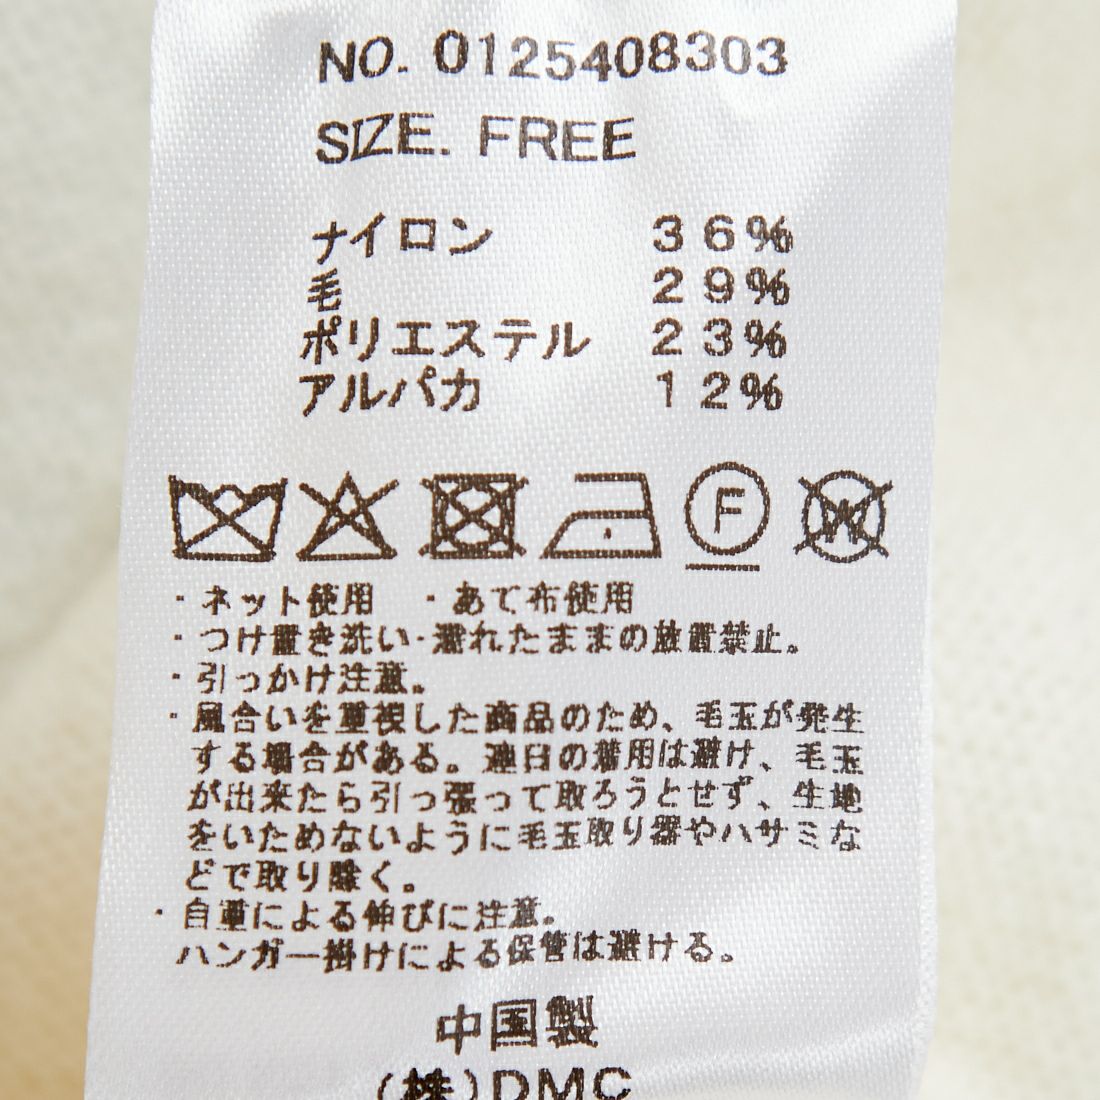 NO. 0125408303
SIZE. FREE
ナイロン 36%
毛 29%
ポリエステル 23%
アルパカ 12%
F W
・ネット使用 ・あて布使用
・つけ置き洗い・濡れたままの放置禁止。
・引っかけ注意。
・風合いを重視した商品のため、毛玉が発生
する場合がある。連日の着用は避け、毛玉
が出来たら引っ張って取ろうとせず、生地
をいためないように毛玉取り器やハサミな
どで取り除く。
・自重による伸びに注意。
ハンガー掛けによる保管は避ける。
中国製
(株)DMC